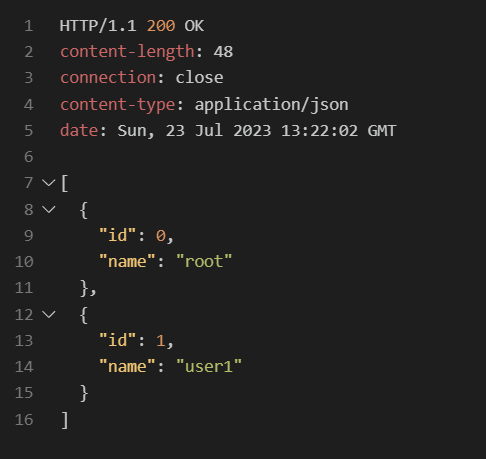 1 HTTP/1.1 200 OK
2 content-length: 48
3 connection: close
4 content-type: application/json
5 date: Sun, 23 Jul 2023 13:22:02 GMT
6
7 [
8   {
9     "id": 0,
10     "name": "root"
11   },
12   {
13     "id": 1,
14     "name": "user1"
15   }
16 ]